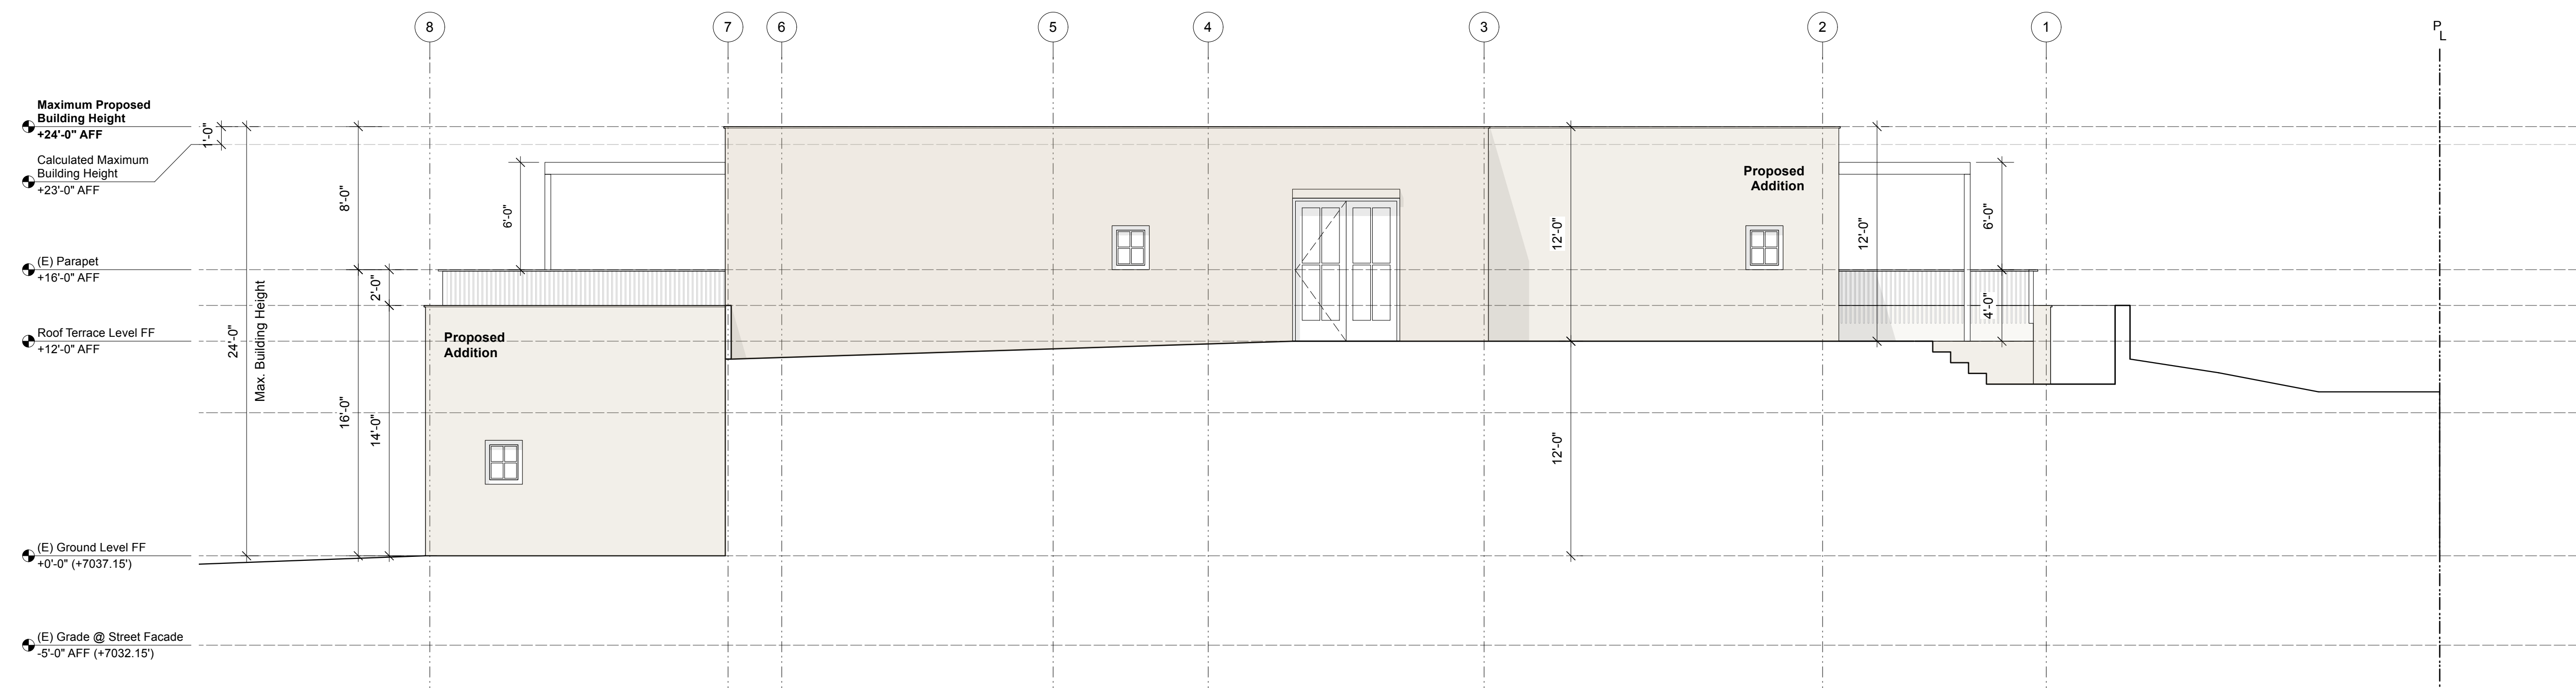 8
7
6
5
4
3
2
1
P
L
Maximum Proposed
Building Height
+24'-0" AFF
1'-0"
Calculated Maximum
Building Height
+23'-0" AFF
8'-0"
6'-0"
Proposed
Addition
12'-0"
12'-0"
6'-0"
(E) Parapet
+16'-0" AFF
2'-0"
4'-0"
Roof Terrace Level FF
+12'-0" AFF
24'-0"
Max. Building Height
Proposed
Addition
16'-0"
14'-0"
12'-0"
(E) Ground Level FF
+0'-0" (+7037.15')
(E) Grade @ Street Facade
-5'-0" AFF (+7032.15')